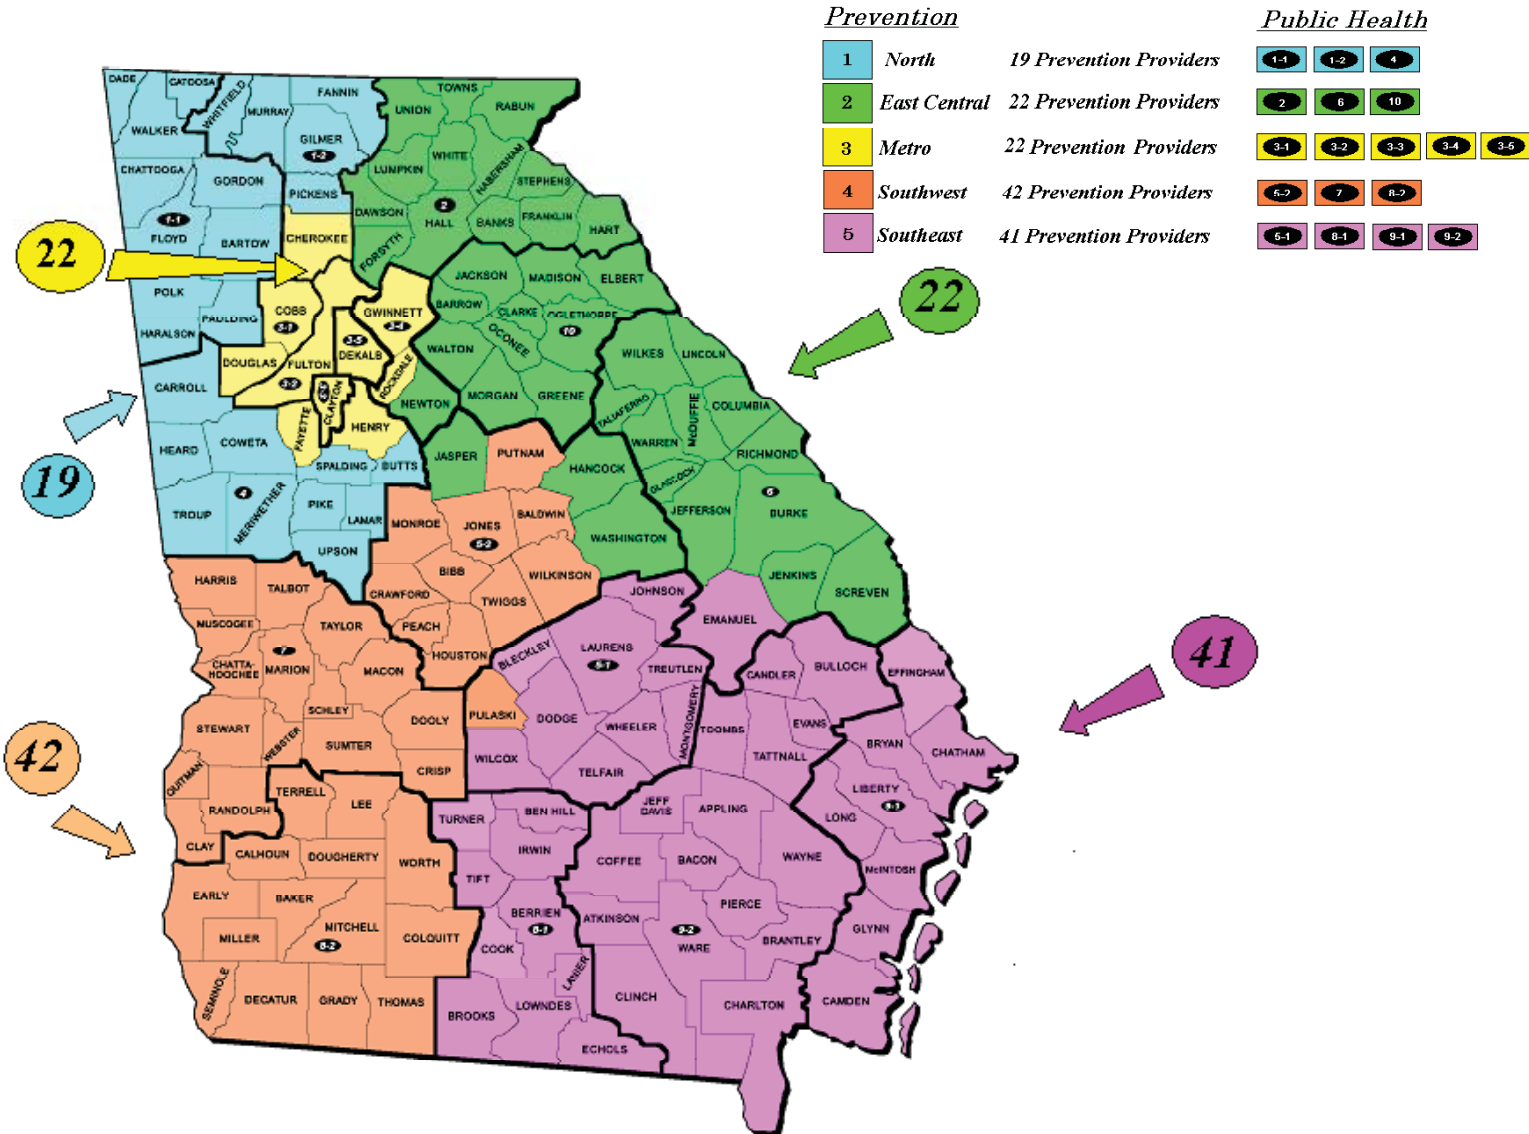 Prevention
Public Health
1 North 19 Prevention Providers 1-1 1-2 4
2 East Central 22 Prevention Providers 2 6 10
3 Metro 22 Prevention Providers 3-1 3-2 3-3 3-4 3-5
4 Southwest 42 Prevention Providers 5-2 7 8-2
5 Southeast 41 Prevention Providers 5-1 8-1 9-1 9-2
DADE
CATOOSA
WHITFIELD
MURRAY
FANNIN
WALKER
GILMER
1-2
CHATTOOGA
GORDON
PICKENS
1-1
FLOYD
BARTOW
POLK
PAULDING
HARALSON
TOWNS
UNION
RABUN
WHITE
LUMPKIN
HABERSHAM
STEPHENS
DAWSON
2
HALL
BANKS
FRANKLIN
HART
FORSYTH
CHEROKEE
22
COBB
3-1
GWINNETT
3-4
DOUGLAS
FULTON
3-2
3-5
DEKALB
ROCKDALE
CLAYTON
FAYETTE
HENRY
NEWTON
JACKSON
MADISON
ELBERT
BARROW
CLARKE
OGLETHORPE
10
OCONEE
WALTON
MORGAN
GREENE
22
WILKES
LINCOLN
TALIAFERRO
McDUFFIE
COLUMBIA
WARREN
RICHMOND
GLASCOCK
6
JEFFERSON
BURKE
JENKINS
SCREVEN
CARROLL
19
HEARD
COWETA
SPALDING
BUTTS
4
TROUP
MERIWETHER
PIKE
LAMAR
UPSON
JASPER
PUTNAM
HANCOCK
WASHINGTON
MONROE
JONES
5-2
BALDWIN
BIBB
WILKINSON
CRAWFORD
TWIGGS
PEACH
HOUSTON
HARRIS
TALBOT
MUSCOGEE
TAYLOR
7
CHATTA-
HOOCHEE
MARION
MACON
SCHLEY
STEWART
WEBSTER
SUMTER
DOOLY
CRISP
QUITMAN
RANDOLPH
CLAY
42
PULASKI
JOHNSON
EMANUEL
BLECKLEY
LAURENS
5-1
TREUTLEN
DODGE
WHEELER
MONTGOMERY
WILCOX
TELFAIR
CANDLER
BULLOCH
EFFINGHAM
41
TOOMBS
EVANS
TATTNALL
BRYAN
CHATHAM
LIBERTY
9-1
LONG
McINTOSH
GLYNN
CAMDEN
TERRELL
LEE
CALHOUN
DOUGHERTY
WORTH
EARLY
BAKER
MITCHELL
8-2
MILLER
COLQUITT
SEMINOLE
DECATUR
GRADY
THOMAS
TURNER
BEN HILL
IRWIN
TIFT
BERRIEN
8-1
COOK
LANIER
BROOKS
LOWNDES
ECHOLS
JEFF
DAVIS
APPLING
COFFEE
BACON
WAYNE
ATKINSON
PIERCE
9-2
WARE
BRANTLEY
CLINCH
CHARLTON